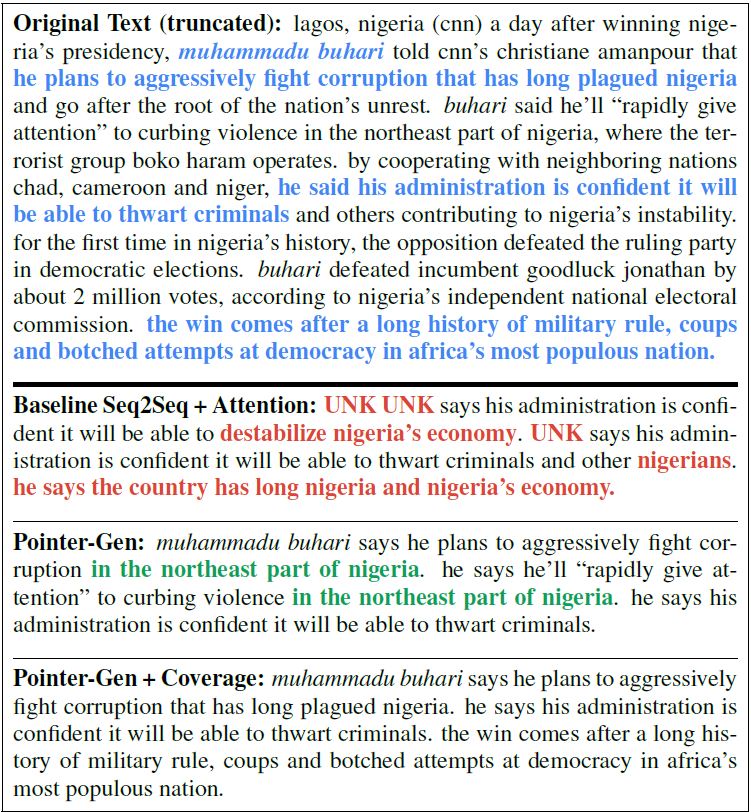 Original Text (truncated): lagos, nigeria (cnn) a day after winning nige-
ria’s presidency, muhammadu buhari told cnn’s christiane amanpour that
he plans to aggressively fight corruption that has long plagued nigeria
and go after the root of the nation’s unrest. buhari said he’ll “rapidly give
attention” to curbing violence in the northeast part of nigeria, where the ter-
rorist group boko haram operates. by cooperating with neighboring nations
chad, cameroon and niger, he said his administration is confident it will
be able to thwart criminals and others contributing to nigeria’s instability.
for the first time in nigeria’s history, the opposition defeated the ruling party
in democratic elections. buhari defeated incumbent goodluck jonathan by
about 2 million votes, according to nigeria’s independent national electoral
commission. the win comes after a long history of military rule, coups
and botched attempts at democracy in africa’s most populous nation.
Baseline Seq2Seq + Attention: UNK UNK says his administration is confi-
dent it will be able to destabilize nigeria’s economy. UNK says his admin-
istration is confident it will be able to thwart criminals and other nigerians.
he says the country has long nigeria and nigeria’s economy.
Pointer-Gen: muhammadu buhari says he plans to aggressively fight cor-
ruption in the northeast part of nigeria. he says he’ll “rapidly give at-
tention” to curbing violence in the northeast part of nigeria. he says his
administration is confident it will be able to thwart criminals.
Pointer-Gen + Coverage: muhammadu buhari says he plans to aggressively
fight corruption that has long plagued nigeria. he says his administration is
confident it will be able to thwart criminals. the win comes after a long his-
tory of military rule, coups and botched attempts at democracy in africa’s
most populous nation.